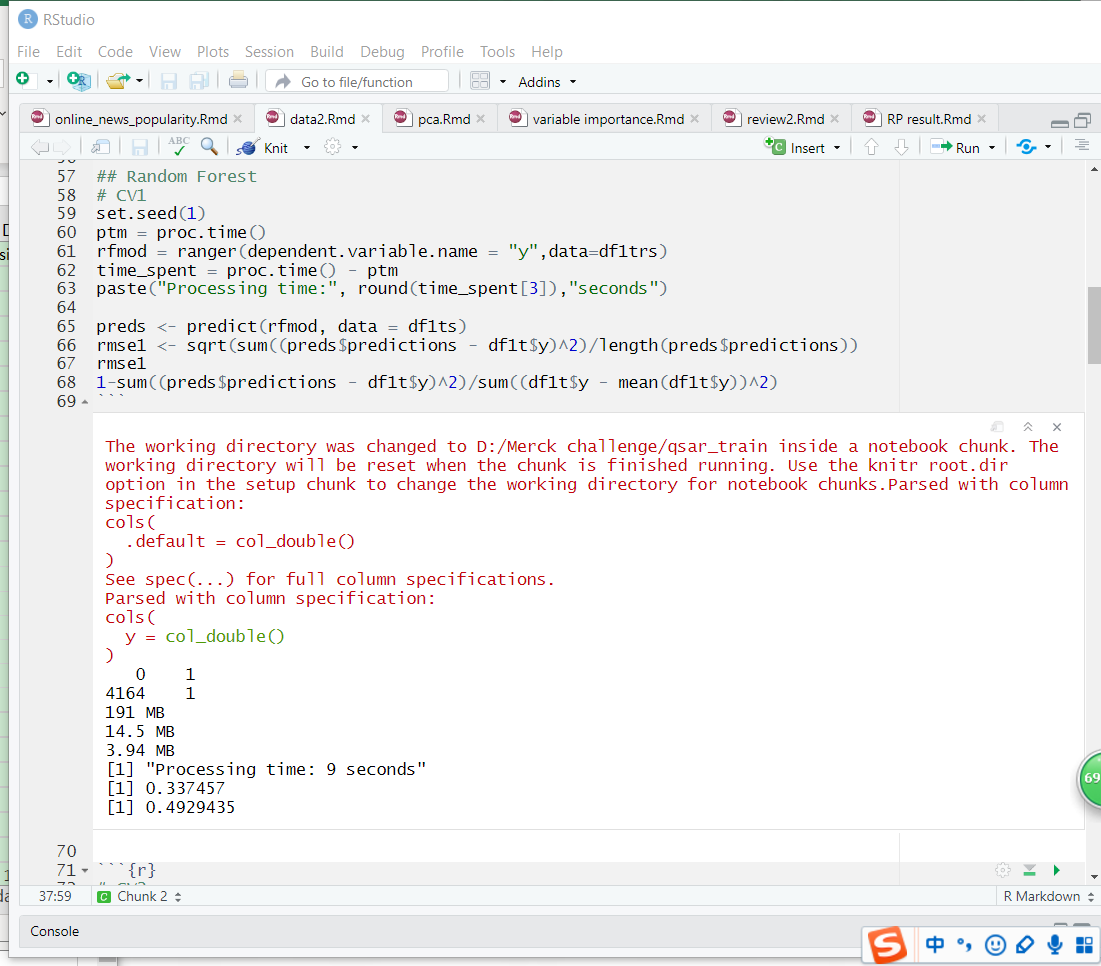 R RStudio
File Edit Code View Plots Session Build Debug Profile Tools Help
Go to file/function Addins
online_news_popularity.Rmd data2.Rmd pca.Rmd variable importance.Rmd review2.Rmd RP result.Rmd
ABC Knit Insert Run
57 ## Random Forest
58 # CV1
59 set.seed(1)
60 ptm = proc.time()
61 rfmod = ranger(dependent.variable.name = "y",data=df1trs)
62 time_spent = proc.time() - ptm
63 paste("Processing time:", round(time_spent[3]),"seconds")
64
65 preds <- predict(rfmod, data = df1ts)
66 rmse1 <- sqrt(sum((preds$predictions - df1t$y)^2)/length(preds$predictions))
67 rmse1
68 1-sum((preds$predictions - df1t$y)^2)/sum((df1t$y - mean(df1t$y))^2)
69 ```
The working directory was changed to D:/Merck challenge/qsar_train inside a notebook chunk. The
working directory will be reset when the chunk is finished running. Use the knitr root.dir
option in the setup chunk to change the working directory for notebook chunks.Parsed with column
specification:
cols(
  .default = col_double()
)
See spec(...) for full column specifications.
Parsed with column specification:
cols(
  y = col_double()
)
   0    1
4164    1
191 MB
14.5 MB
3.94 MB
[1] "Processing time: 9 seconds"
[1] 0.337457
[1] 0.4929435
69
70
71 ```{r}
37:59 C Chunk 2 R Markdown
Console
S 中